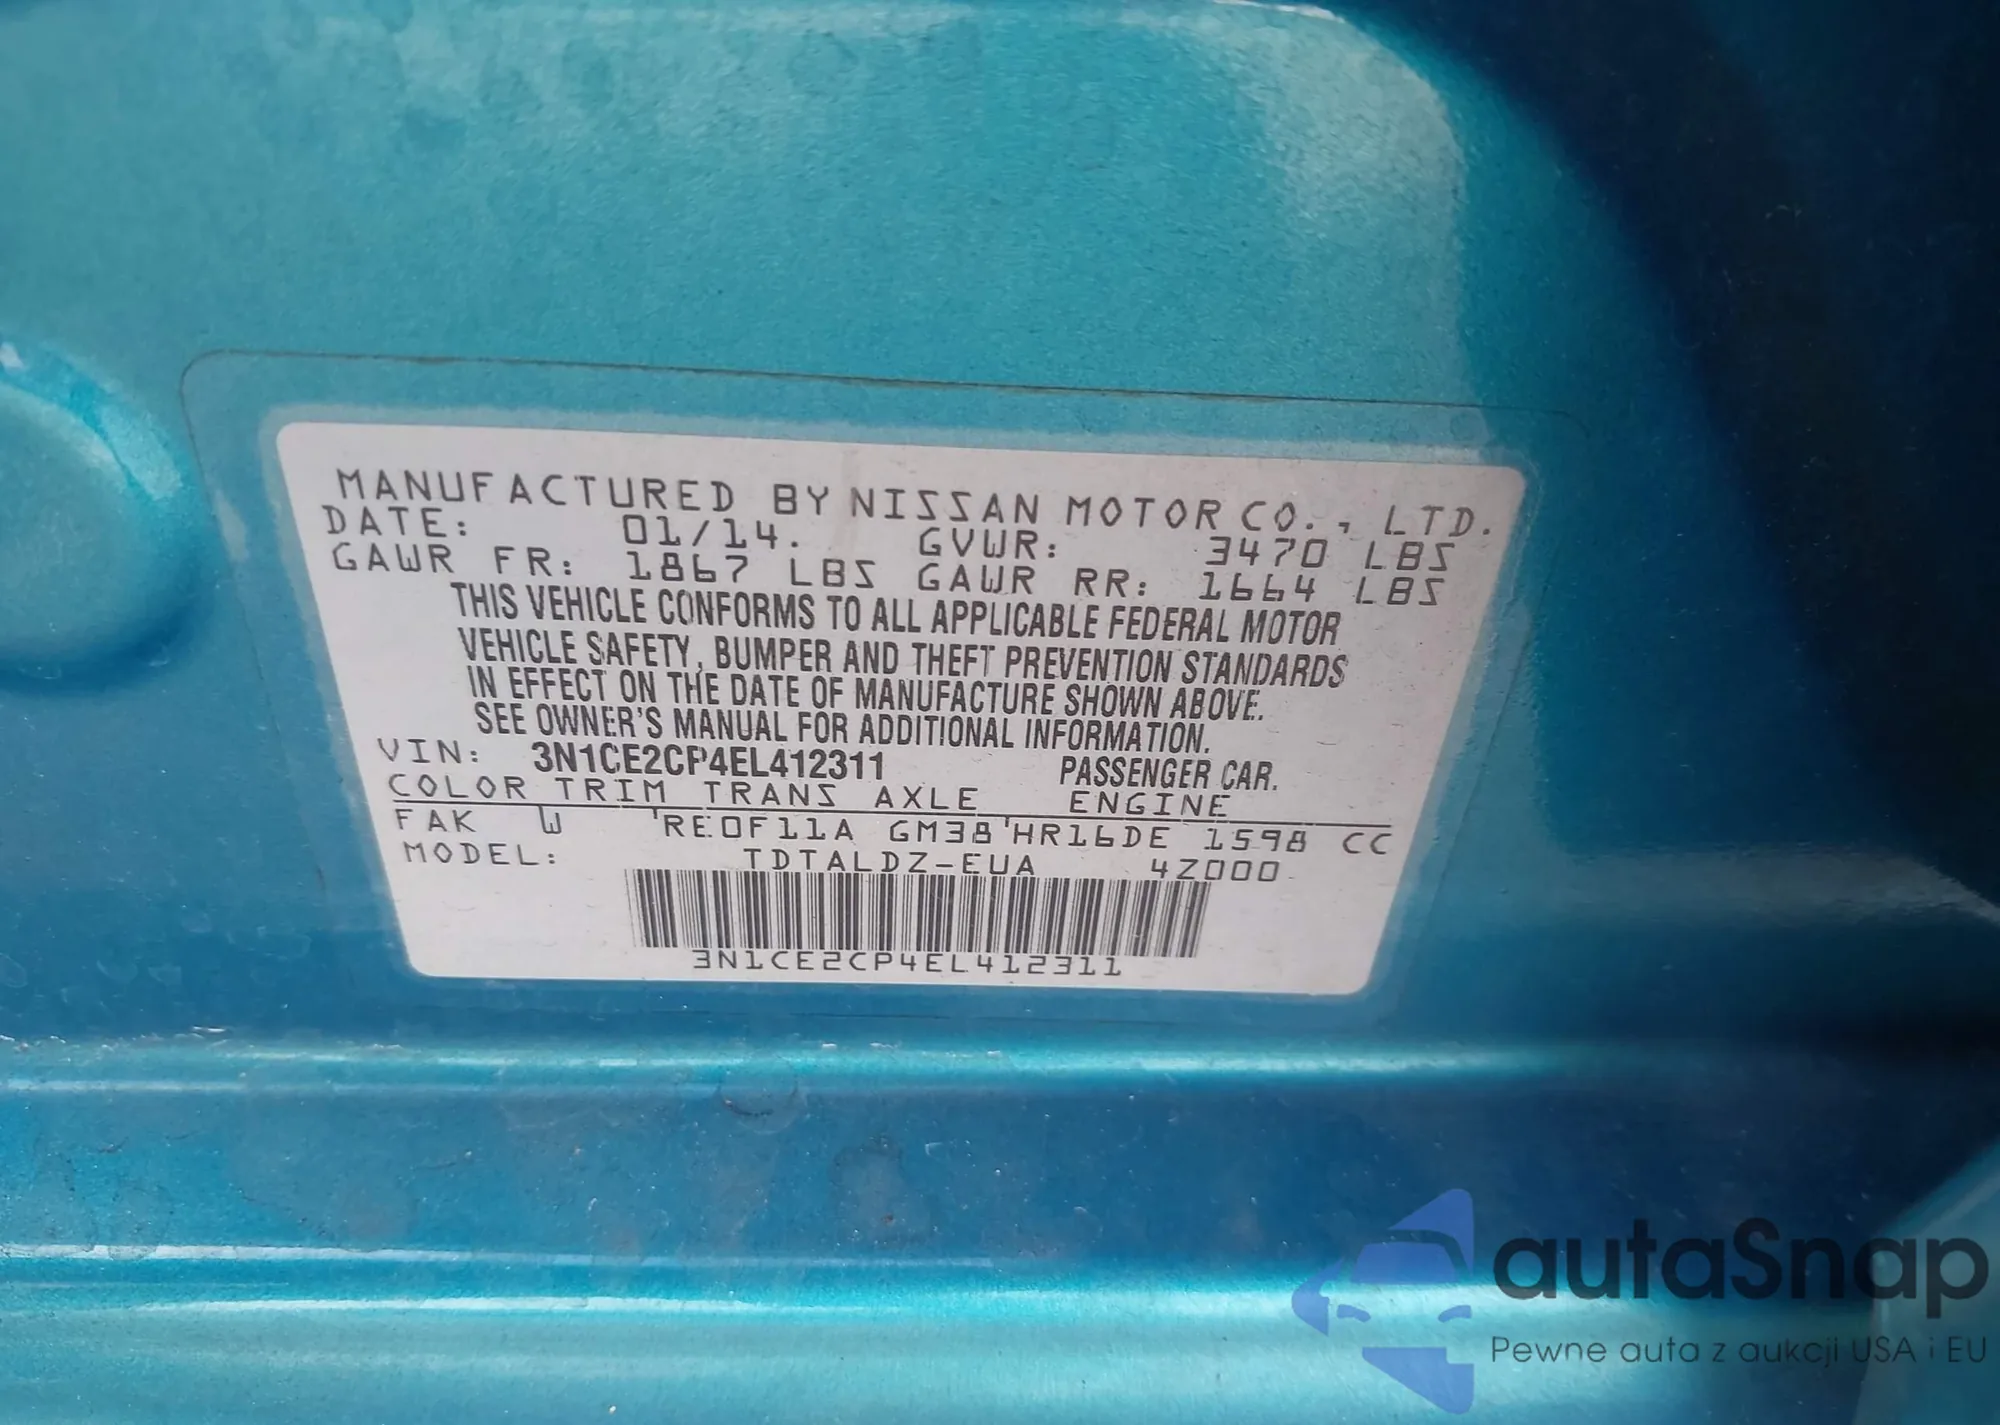 MANUFACTURED BY NISSAN MOTOR CO., LTD.
DATE: 01/14. GVWR: 3470 LBS
GAWR FR: 1867 LBS GAWR RR: 1664 LBS
THIS VEHICLE CONFORMS TO ALL APPLICABLE FEDERAL MOTOR
VEHICLE SAFETY, BUMPER AND THEFT PREVENTION STANDARDS
IN EFFECT ON THE DATE OF MANUFACTURE SHOWN ABOVE.
SEE OWNER'S MANUAL FOR ADDITIONAL INFORMATION.
VIN: 3N1CE2CP4EL412311 PASSENGER CAR.
COLOR TRIM TRANS AXLE ENGINE
FAK W 'RE0F11A GM38'HR16DE 1598 CC
MODEL: TDTALDZ-EUA 4Z000
3N1CE2CP4EL412311
autaSnap
Pewne auta z aukcji USA i EU